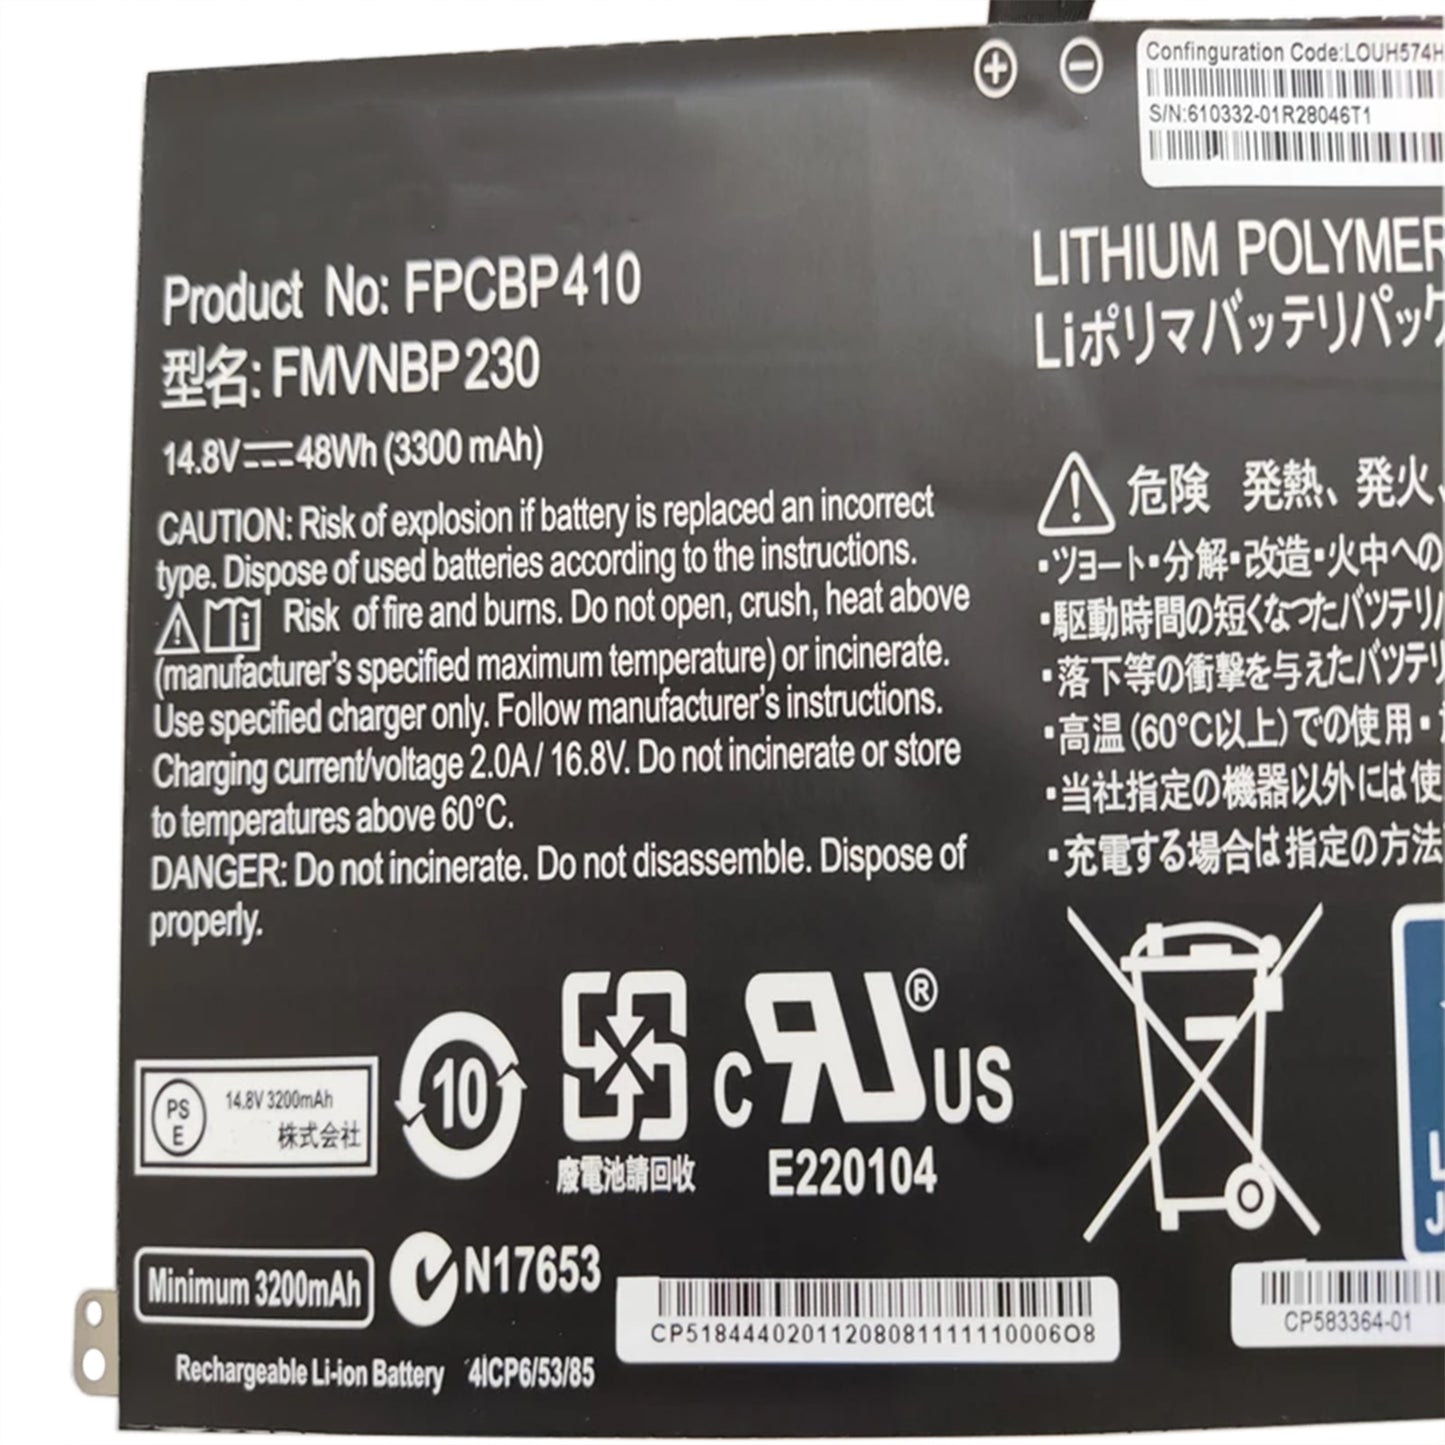 + −
Confinguration Code:LOUH574H
S/N:610332-01R28046T1
Product No: FPCBP410
型名: FMVNBP230
14.8V⎓48Wh (3300 mAh)
CAUTION: Risk of explosion if battery is replaced an incorrect
type. Dispose of used batteries according to the instructions.
Risk of fire and burns. Do not open, crush, heat above
(manufacturer's specified maximum temperature) or incinerate.
Use specified charger only. Follow manufacturer's instructions.
Charging current/voltage 2.0A / 16.8V. Do not incinerate or store
to temperatures above 60°C.
DANGER: Do not incinerate. Do not disassemble. Dispose of
properly.
LITHIUM POLYMER
Liポリマバッテリパック
危険 発熱、発火、
・ツヨート・分解・改造・火中への
・駆動時間の短くなつたバツテリ
・落下等の衝撃を与えたバツテリ
・高温(60°C以上)での使用・
・当社指定の機器以外には使
・充電する場合は指定の方法
PS
E
14.8V 3200mAh
株式会社
10
廢電池請回收
C UR® US
E220104
Minimum 3200mAh
N17653
CP51844402011208081111110006O8
CP583364-01
Rechargeable Li-ion Battery 4ICP6/53/85
L
J